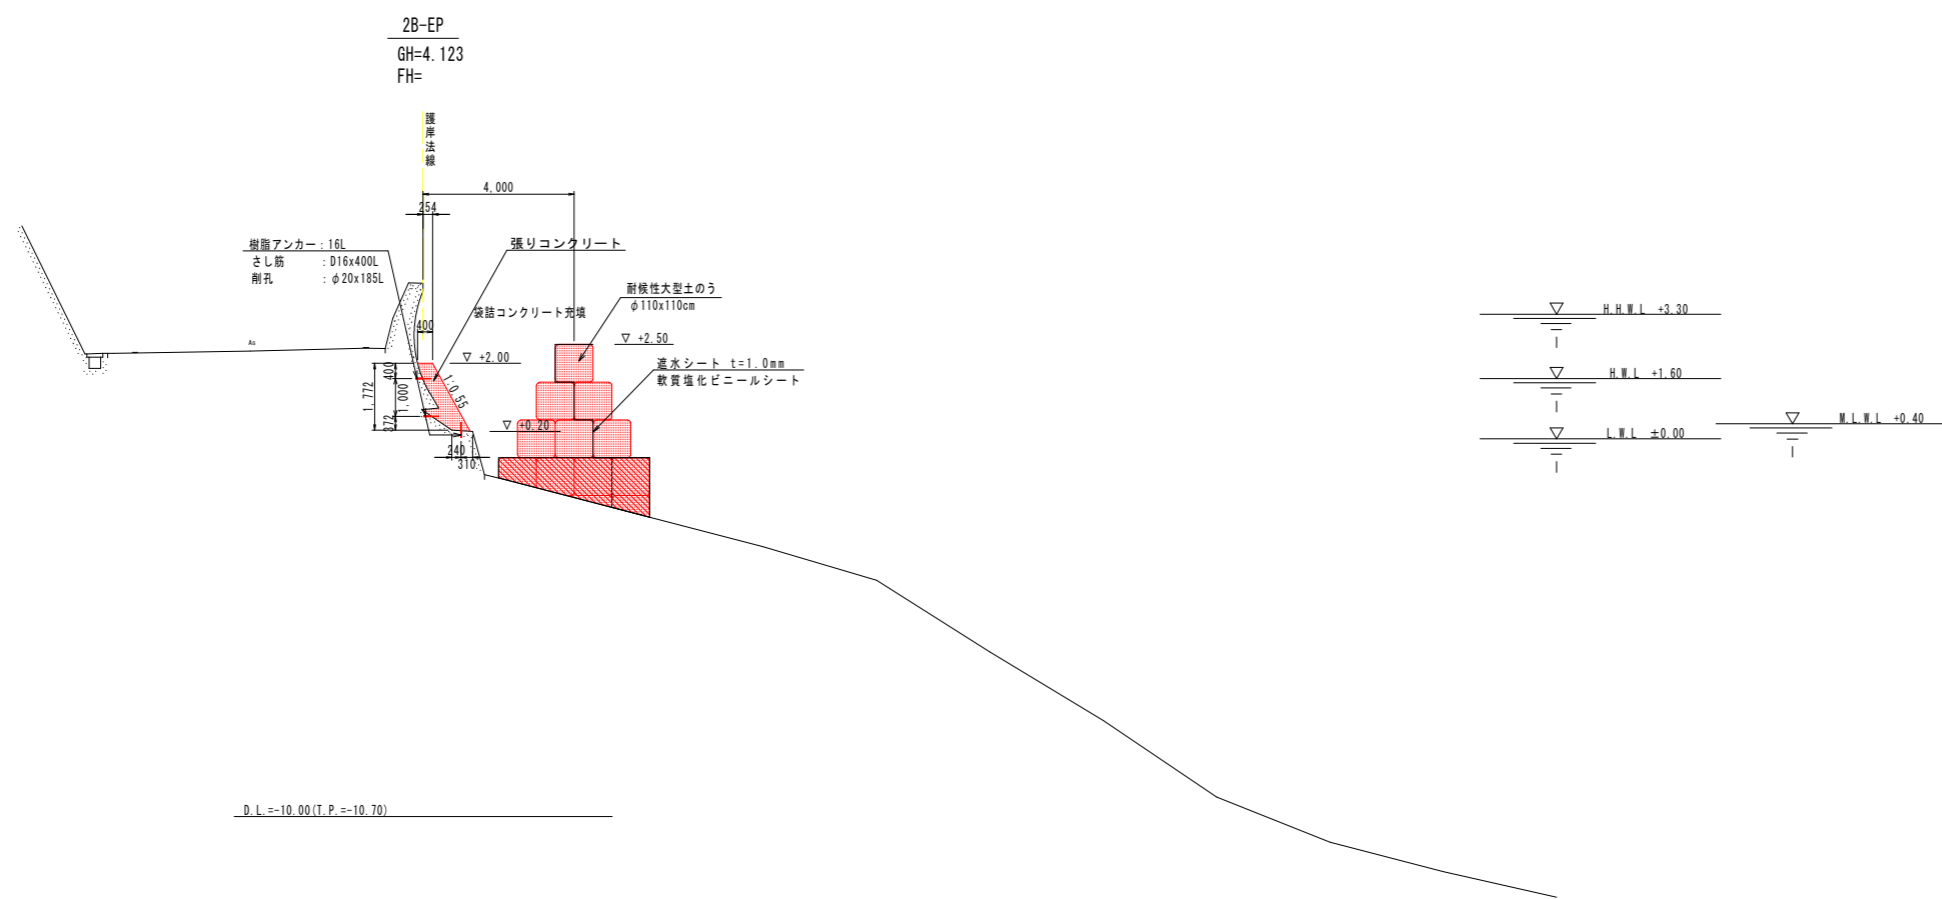 2B-EP
GH=4.123
FH=
護岸法線
4,000
254
樹脂アンカー：16L
さし筋　　：D16x400L
削孔　　　：φ20x185L
張りコンクリート
袋詰コンクリート充填
耐候性大型土のう
φ110x110cm
400
As
▽ +2.50
▽ +2.00
遮水シート t=1.0mm
軟質塩化ビニールシート
1:0.55
400
1,000
1,772
372
▽ +0.20
240
310
H.H.W.L +3.30
H.W.L +1.60
M.L.W.L +0.40
L.W.L ±0.00
D.L.=-10.00(T.P.=-10.70)